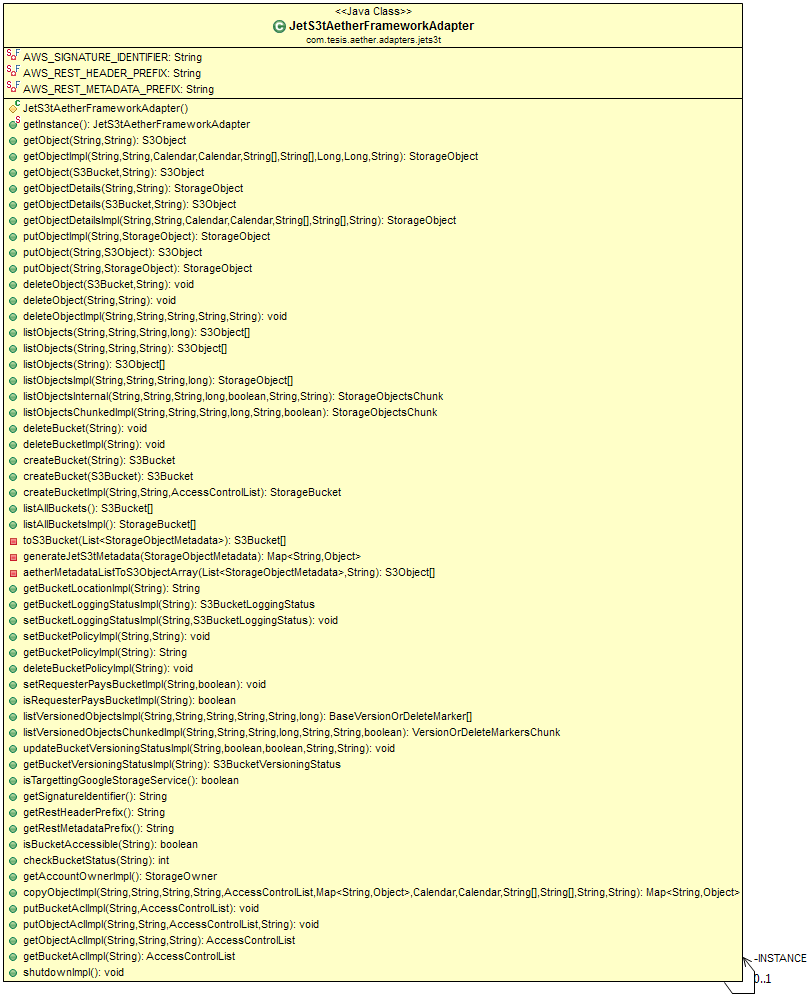 <<Java Class>>
JetS3tAetherFrameworkAdapter
com.tesis.aether.adapters.jets3t
AWS_SIGNATURE_IDENTIFIER: String
AWS_REST_HEADER_PREFIX: String
AWS_REST_METADATA_PREFIX: String
JetS3tAetherFrameworkAdapter()
getInstance(): JetS3tAetherFrameworkAdapter
getObject(String,String): S3Object
getObjectImpl(String,String,Calendar,Calendar,String[],String[],Long,Long,String): StorageObject
getObject(S3Bucket,String): S3Object
getObjectDetails(String,String): StorageObject
getObjectDetails(S3Bucket,String): S3Object
getObjectDetailsImpl(String,String,Calendar,Calendar,String[],String[],String): StorageObject
putObjectImpl(String,StorageObject): StorageObject
putObject(String,S3Object): S3Object
putObject(String,StorageObject): StorageObject
deleteObject(S3Bucket,String): void
deleteObject(String,String): void
deleteObjectImpl(String,String,String,String,String): void
listObjects(String,String,String,long): S3Object[]
listObjects(String,String,String): S3Object[]
listObjects(String): S3Object[]
listObjectsImpl(String,String,String,long): StorageObject[]
listObjectsInternal(String,String,String,long,boolean,String,String): StorageObjectsChunk
listObjectsChunkedImpl(String,String,String,long,String,boolean): StorageObjectsChunk
deleteBucket(String): void
deleteBucketImpl(String): void
createBucket(String): S3Bucket
createBucket(S3Bucket): S3Bucket
createBucketImpl(String,String,AccessControlList): StorageBucket
listAllBuckets(): S3Bucket[]
listAllBucketsImpl(): StorageBucket[]
toS3Bucket(List<StorageObjectMetadata>): S3Bucket[]
generateJetS3tMetadata(StorageObjectMetadata): Map<String,Object>
aetherMetadataListToS3ObjectArray(List<StorageObjectMetadata>,String): S3Object[]
getBucketLocationImpl(String): String
getBucketLoggingStatusImpl(String): S3BucketLoggingStatus
setBucketLoggingStatusImpl(String,S3BucketLoggingStatus): void
setBucketPolicyImpl(String,String): void
getBucketPolicyImpl(String): String
deleteBucketPolicyImpl(String): void
setRequesterPaysBucketImpl(String,boolean): void
isRequesterPaysBucketImpl(String): boolean
listVersionedObjectsImpl(String,String,String,String,String,long): BaseVersionOrDeleteMarker[]
listVersionedObjectsChunkedImpl(String,String,String,long,String,String,boolean): VersionOrDeleteMarkersChunk
updateBucketVersioningStatusImpl(String,boolean,boolean,String,String): void
getBucketVersioningStatusImpl(String): S3BucketVersioningStatus
isTargettingGoogleStorageService(): boolean
getSignatureIdentifier(): String
getRestHeaderPrefix(): String
getRestMetadataPrefix(): String
isBucketAccessible(String): boolean
checkBucketStatus(String): int
getAccountOwnerImpl(): StorageOwner
copyObjectImpl(String,String,String,String,AccessControlList,Map<String,Object>,Calendar,Calendar,String[],String[],String,String): Map<String,Object>
putBucketAclImpl(String,AccessControlList): void
putObjectAclImpl(String,String,AccessControlList,String): void
getObjectAclImpl(String,String,String): AccessControlList
getBucketAclImpl(String): AccessControlList
shutdownImpl(): void
-INSTANCE
0..1